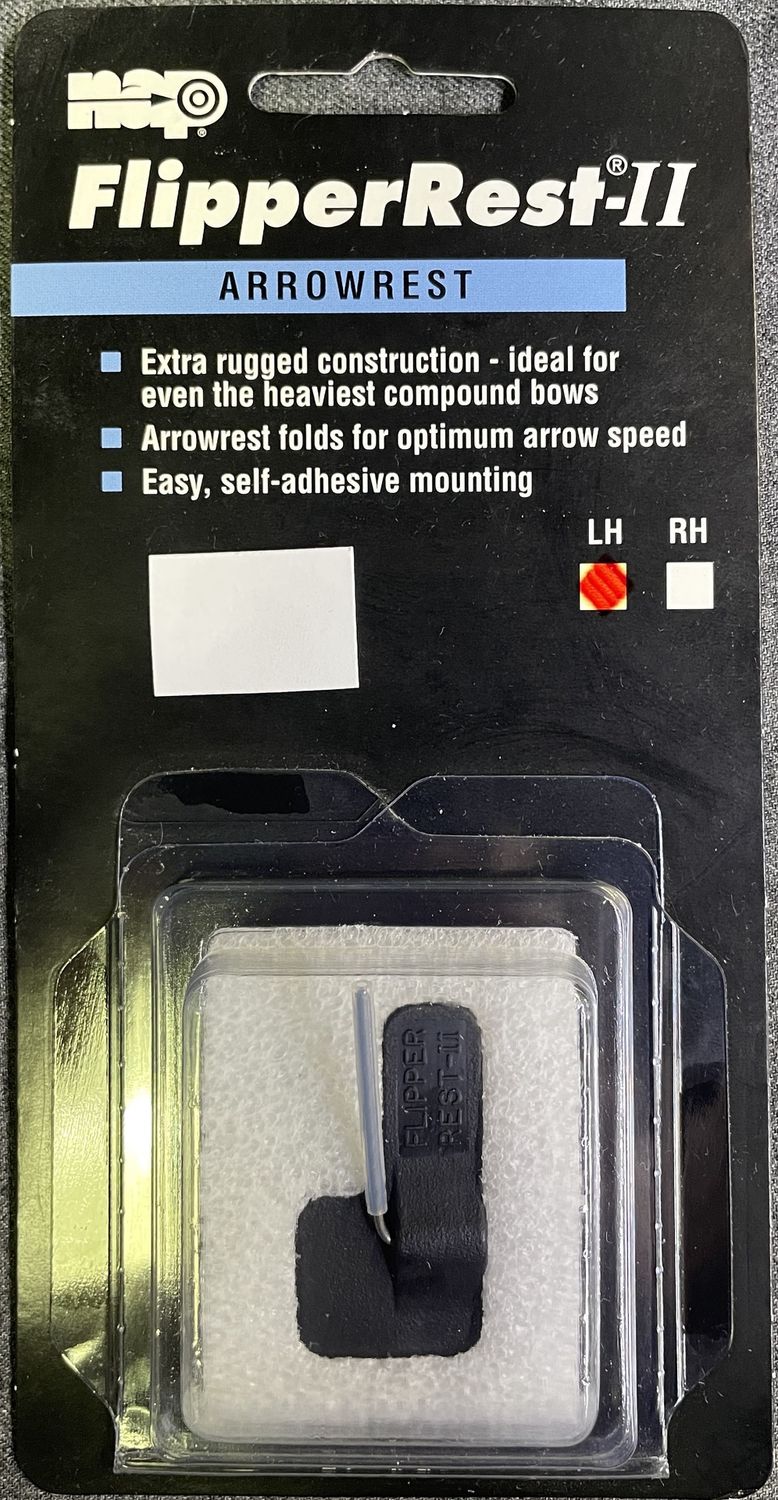 nap®
FlipperRest®-II
ARROWREST
Extra rugged construction - ideal for
even the heaviest compound bows
Arrowrest folds for optimum arrow speed
Easy, self-adhesive mounting
LH RH
FLIPPER
REST-II